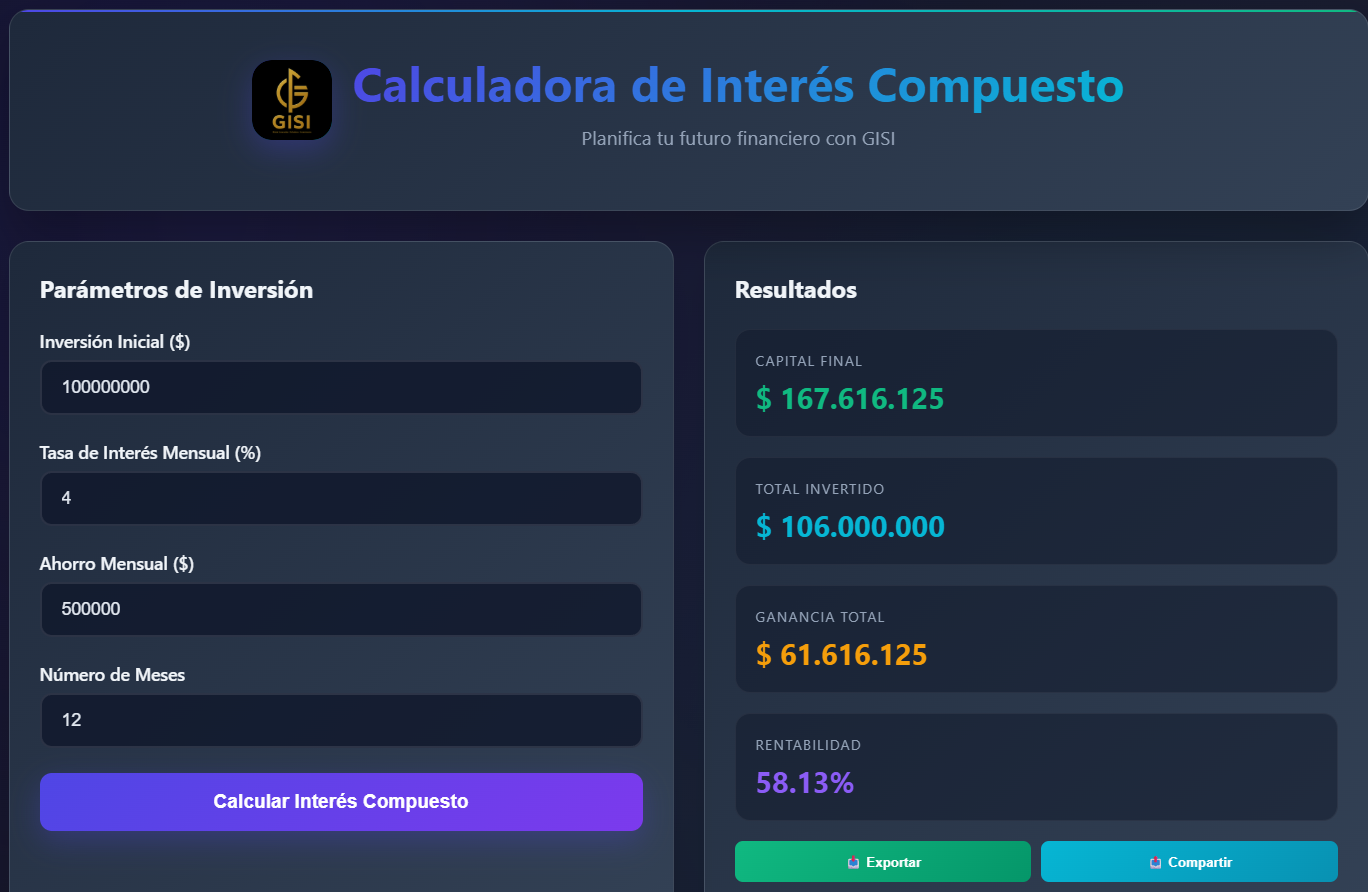 GISI
Calculadora de Interés Compuesto
Planifica tu futuro financiero con GISI
Parámetros de Inversión
Inversión Inicial ($)
100000000
Tasa de Interés Mensual (%)
4
Ahorro Mensual ($)
500000
Número de Meses
12
Calcular Interés Compuesto
Resultados
CAPITAL FINAL
$ 167.616.125
TOTAL INVERTIDO
$ 106.000.000
GANANCIA TOTAL
$ 61.616.125
RENTABILIDAD
58.13%
Exportar
Compartir